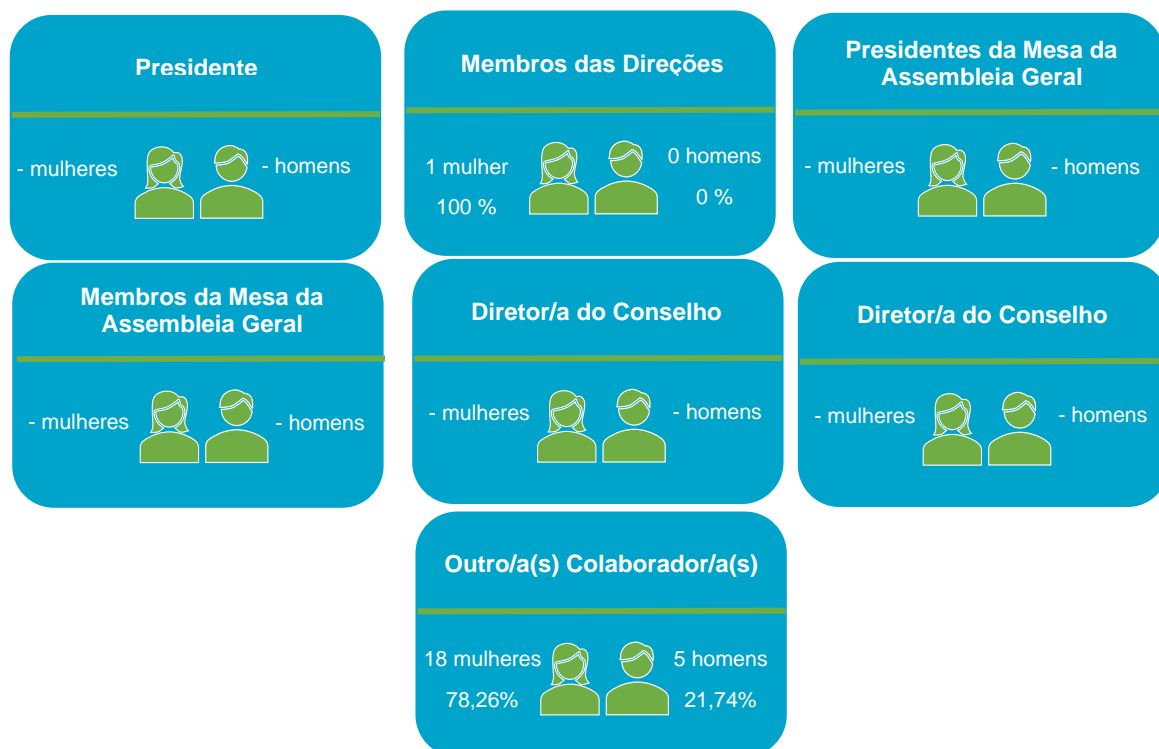 Presidente
- mulheres
- homens
Membros das Direções
1 mulher
100 %
0 homens
0 %
Presidentes da Mesa da
Assembleia Geral
- mulheres
- homens
Membros da Mesa da
Assembleia Geral
- mulheres
- homens
Diretor/a do Conselho
- mulheres
- homens
Diretor/a do Conselho
- mulheres
- homens
Outro/a(s) Colaborador/a(s)
18 mulheres
78,26%
5 homens
21,74%